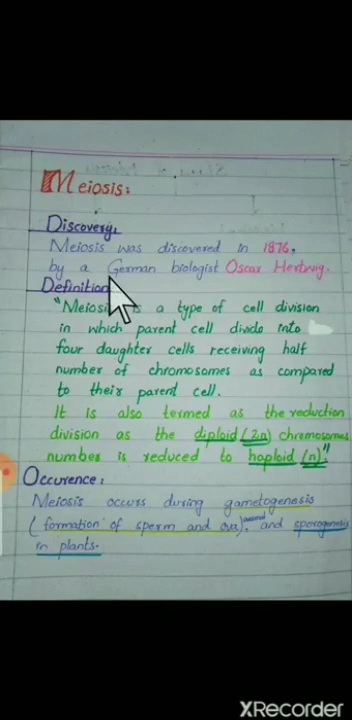 Meiosis:
Discovery,
Meiosis was discovered in 1876,
by a German biologist Oscar Hertwig.
Definition
"Meiosis is a type of cell division
in which parent cell divide into
four daughter cells receiving half
number of chromosomes as compared
to their parent cell.
It is also termed as the reduction
division as the diploid (2n) chromosomes
number is reduced to haploid (n)."
Occurence:
Meiosis occurs during gametogenesis
(formation of sperm and ova), animal and sporogenesis
in plants.
XRecorder